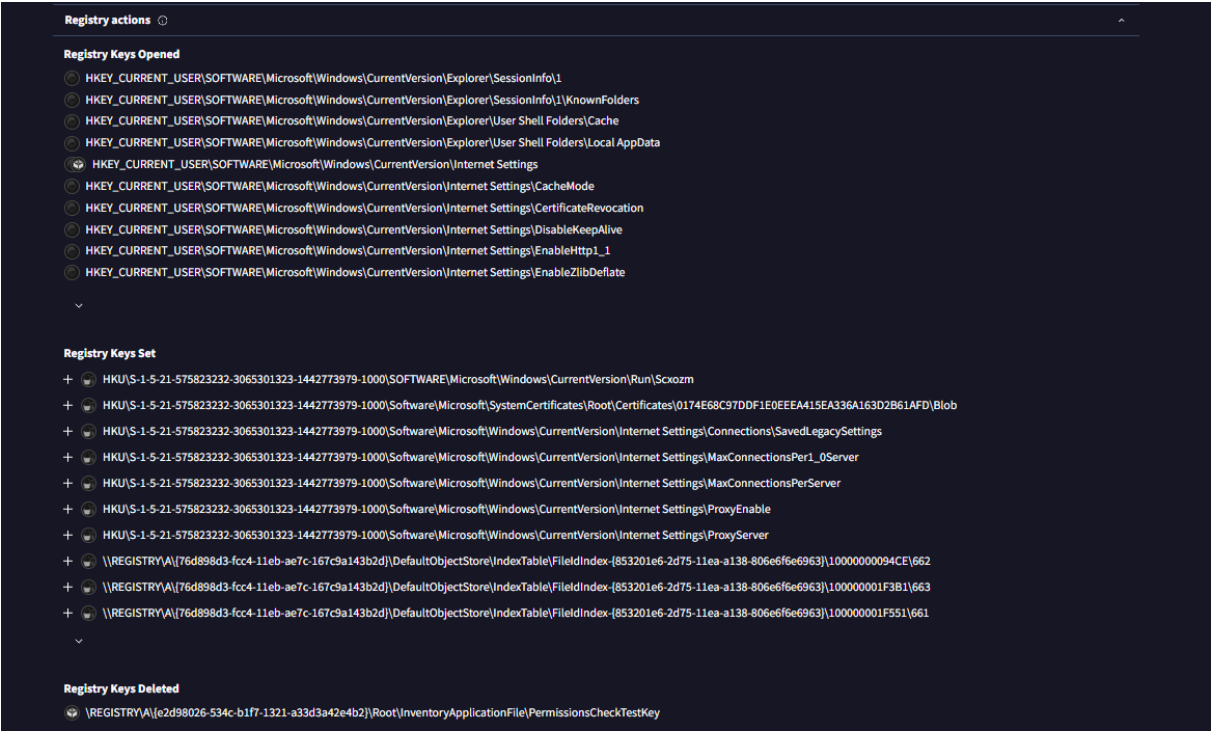 Registry actions
Registry Keys Opened
HKEY_CURRENT_USER\SOFTWARE\Microsoft\Windows\CurrentVersion\Explorer\SessionInfo\1
HKEY_CURRENT_USER\SOFTWARE\Microsoft\Windows\CurrentVersion\Explorer\SessionInfo\1\KnownFolders
HKEY_CURRENT_USER\SOFTWARE\Microsoft\Windows\CurrentVersion\Explorer\User Shell Folders\Cache
HKEY_CURRENT_USER\SOFTWARE\Microsoft\Windows\CurrentVersion\Explorer\User Shell Folders\Local AppData
HKEY_CURRENT_USER\SOFTWARE\Microsoft\Windows\CurrentVersion\Internet Settings
HKEY_CURRENT_USER\SOFTWARE\Microsoft\Windows\CurrentVersion\Internet Settings\CacheMode
HKEY_CURRENT_USER\SOFTWARE\Microsoft\Windows\CurrentVersion\Internet Settings\CertificateRevocation
HKEY_CURRENT_USER\SOFTWARE\Microsoft\Windows\CurrentVersion\Internet Settings\DisableKeepAlive
HKEY_CURRENT_USER\SOFTWARE\Microsoft\Windows\CurrentVersion\Internet Settings\EnableHttp1_1
HKEY_CURRENT_USER\SOFTWARE\Microsoft\Windows\CurrentVersion\Internet Settings\EnableZlibDeflate
Registry Keys Set
HKU\S-1-5-21-575823232-3065301323-1442773979-1000\SOFTWARE\Microsoft\Windows\CurrentVersion\Run\Scxozm
HKU\S-1-5-21-575823232-3065301323-1442773979-1000\Software\Microsoft\SystemCertificates\Root\Certificates\0174E68C97DDF1E0EEEA415EA336A163D2B61AFD\Blob
HKU\S-1-5-21-575823232-3065301323-1442773979-1000\Software\Microsoft\Windows\CurrentVersion\Internet Settings\Connections\SavedLegacySettings
HKU\S-1-5-21-575823232-3065301323-1442773979-1000\Software\Microsoft\Windows\CurrentVersion\Internet Settings\MaxConnectionsPer1_0Server
HKU\S-1-5-21-575823232-3065301323-1442773979-1000\Software\Microsoft\Windows\CurrentVersion\Internet Settings\MaxConnectionsPerServer
HKU\S-1-5-21-575823232-3065301323-1442773979-1000\Software\Microsoft\Windows\CurrentVersion\Internet Settings\ProxyEnable
HKU\S-1-5-21-575823232-3065301323-1442773979-1000\Software\Microsoft\Windows\CurrentVersion\Internet Settings\ProxyServer
\\REGISTRY\A\{76d898d3-fcc4-11eb-ae7c-167c9a143b2d}\DefaultObjectStore\IndexTable\FileIdIndex-{853201e6-2d75-11ea-a138-806e6f6e6963}\10000000094CE\662
\\REGISTRY\A\{76d898d3-fcc4-11eb-ae7c-167c9a143b2d}\DefaultObjectStore\IndexTable\FileIdIndex-{853201e6-2d75-11ea-a138-806e6f6e6963}\100000001F3B1\663
\\REGISTRY\A\{76d898d3-fcc4-11eb-ae7c-167c9a143b2d}\DefaultObjectStore\IndexTable\FileIdIndex-{853201e6-2d75-11ea-a138-806e6f6e6963}\100000001F551\661
Registry Keys Deleted
\REGISTRY\A\{e2d98026-534c-b1f7-1321-a33d3a42e4b2}\Root\InventoryApplicationFile\PermissionsCheckTestKey